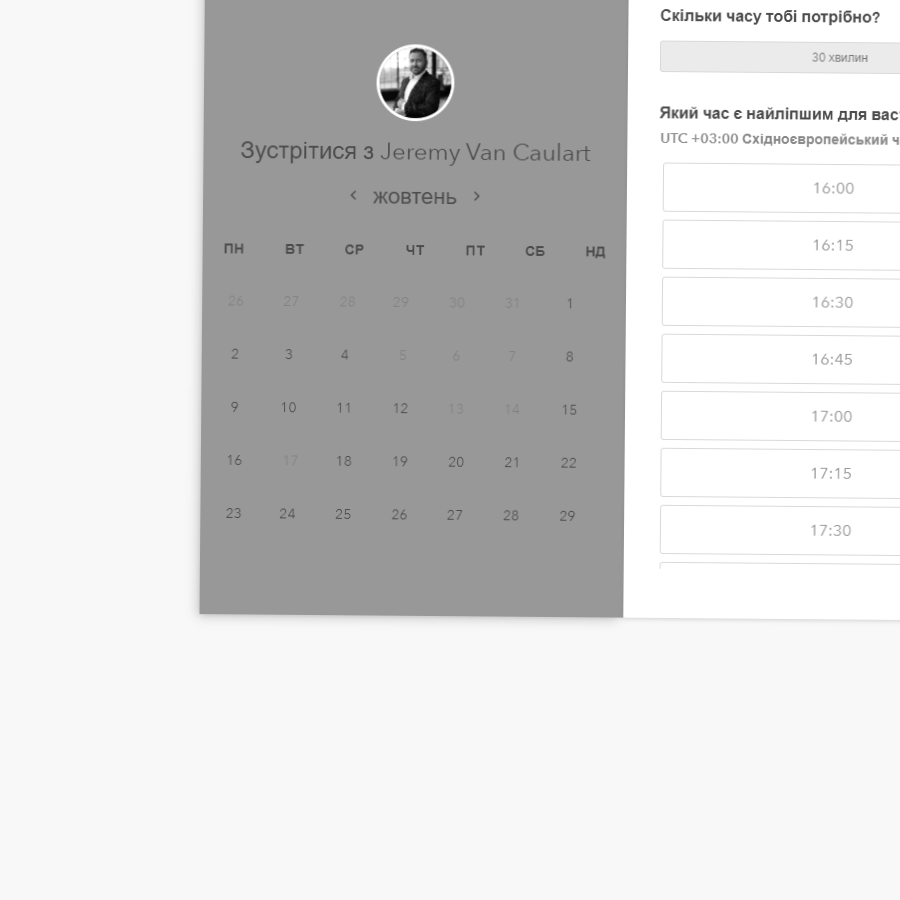 Зустрітися з Jeremy Van Caulart
‹ жовтень ›
ПН ВТ СР ЧТ ПТ СБ НД
26 27 28 29 30 31 1
2 3 4 5 6 7 8
9 10 11 12 13 14 15
16 17 18 19 20 21 22
23 24 25 26 27 28 29
Скільки часу тобі потрібно?
30 хвилин
Який час є найліпшим для вас
UTC +03:00 Східноєвропейський ч
16:00
16:15
16:30
16:45
17:00
17:15
17:30